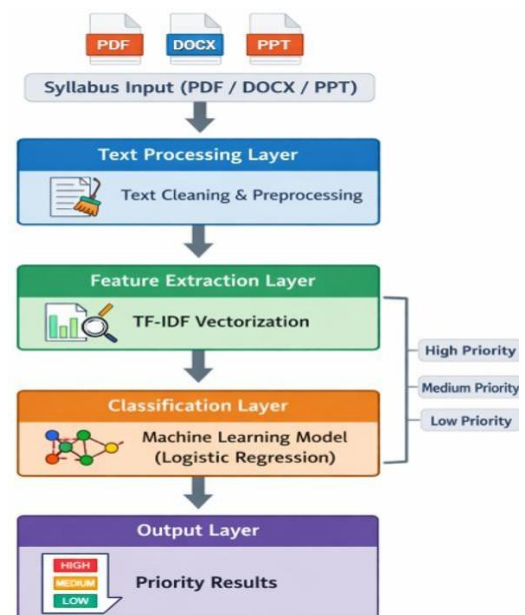 PDF DOCX PPT
Syllabus Input (PDF / DOCX / PPT)
Text Processing Layer
Text Cleaning & Preprocessing
Feature Extraction Layer
TF-IDF Vectorization
High Priority
Medium Priority
Low Priority
Classification Layer
Machine Learning Model
(Logistic Regression)
Output Layer
HIGH
MEDIUM
LOW
Priority Results